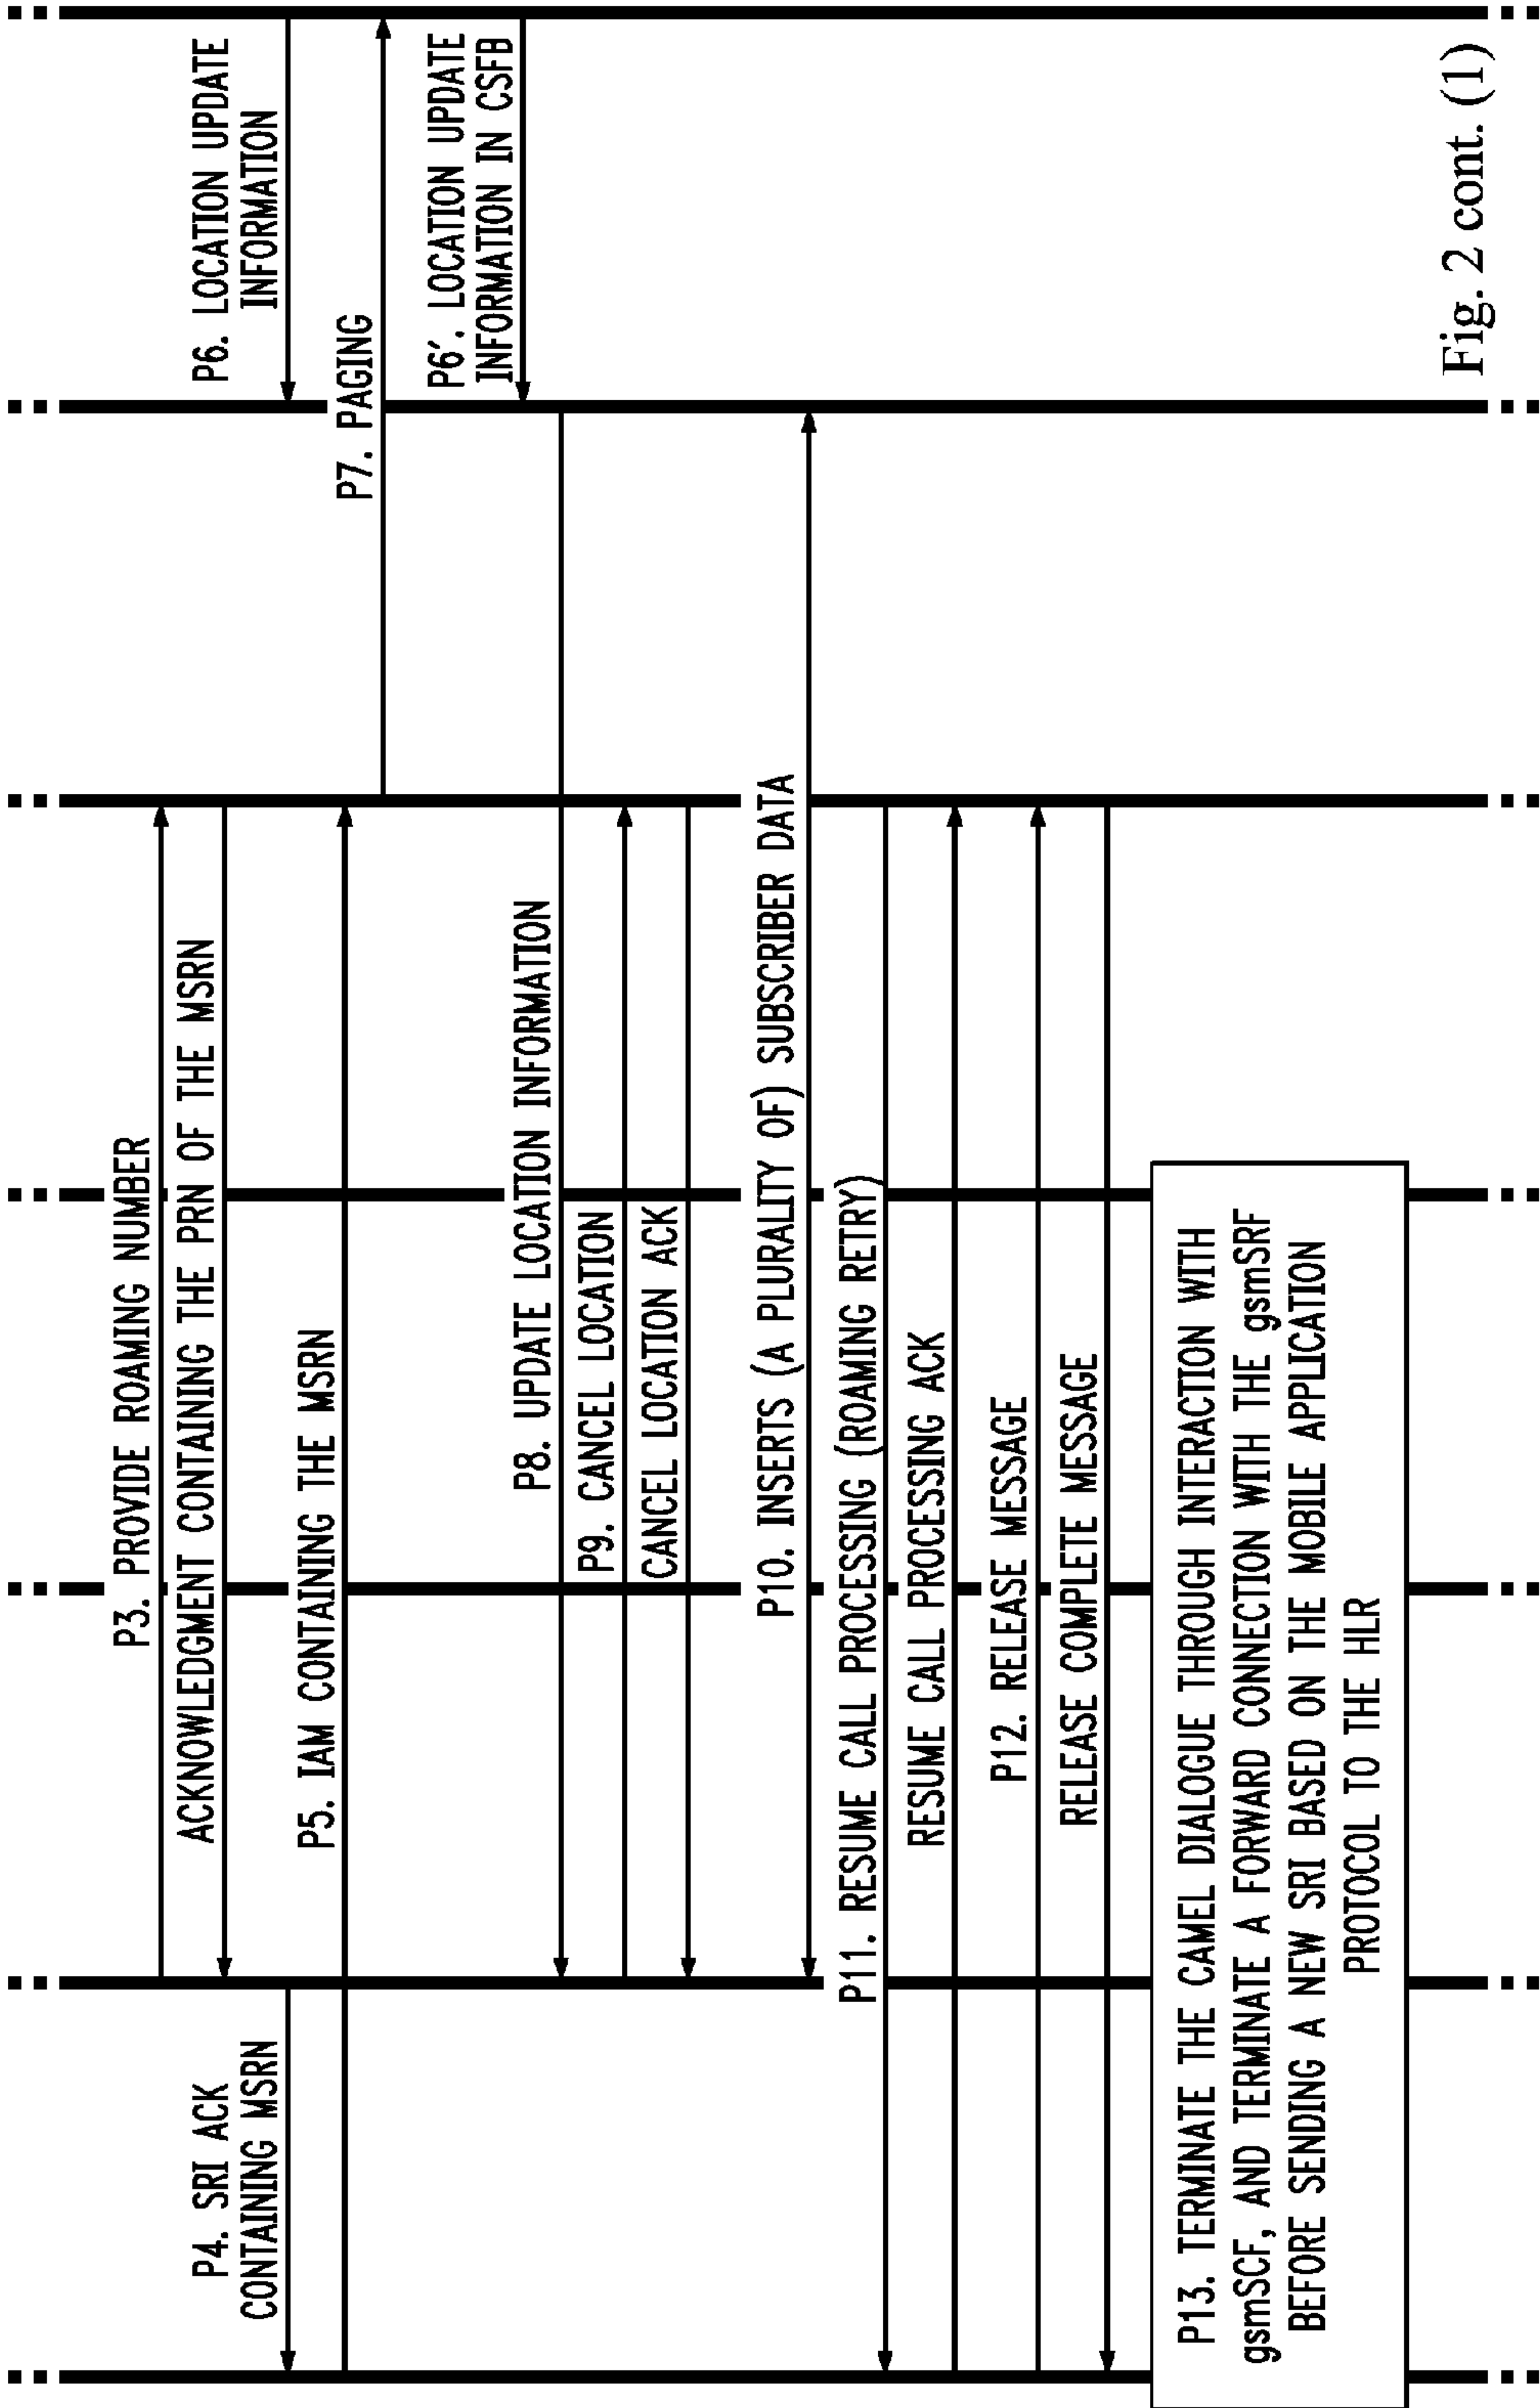 P3. PROVIDE ROAMING NUMBER
ACKNOWLEDGMENT CONTAINING THE PRN OF THE MSRN
P4. SRI ACK
CONTAINING MSRN
P6. LOCATION UPDATE
INFORMATION
P5. IAM CONTAINING THE MSRN
P7. PAGING
P6′. LOCATION UPDATE
INFORMATION IN CSFB
P8. UPDATE LOCATION INFORMATION
P9. CANCEL LOCATION
CANCEL LOCATION ACK
P10. INSERTS (A PLURALITY OF) SUBSCRIBER DATA
P11. RESUME CALL PROCESSING (ROAMING RETRY)
RESUME CALL PROCESSING ACK
P12. RELEASE MESSAGE
RELEASE COMPLETE MESSAGE
P13. TERMINATE THE CAMEL DIALOGUE THROUGH INTERACTION WITH
gsmSCF, AND TERMINATE A FORWARD CONNECTION WITH THE gsmSRF
BEFORE SENDING A NEW SRI BASED ON THE MOBILE APPLICATION
PROTOCOL TO THE HLR
Fig. 2 cont. (1)